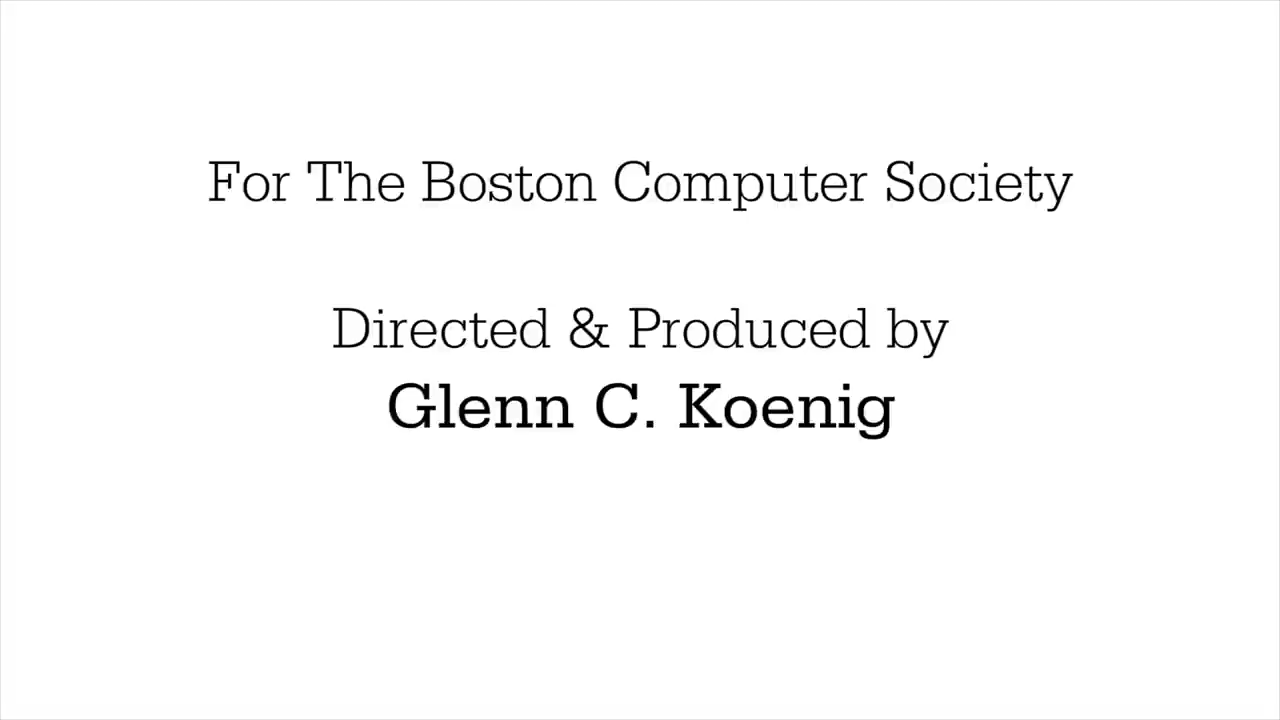 For The Boston Computer Society
Directed & Produced by
Glenn C. Koenig